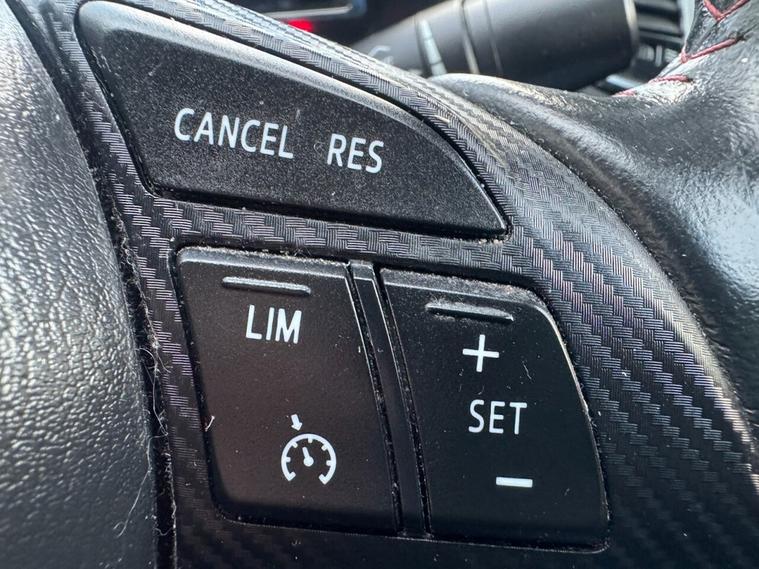 CANCEL RES
LIM
+
SET
-